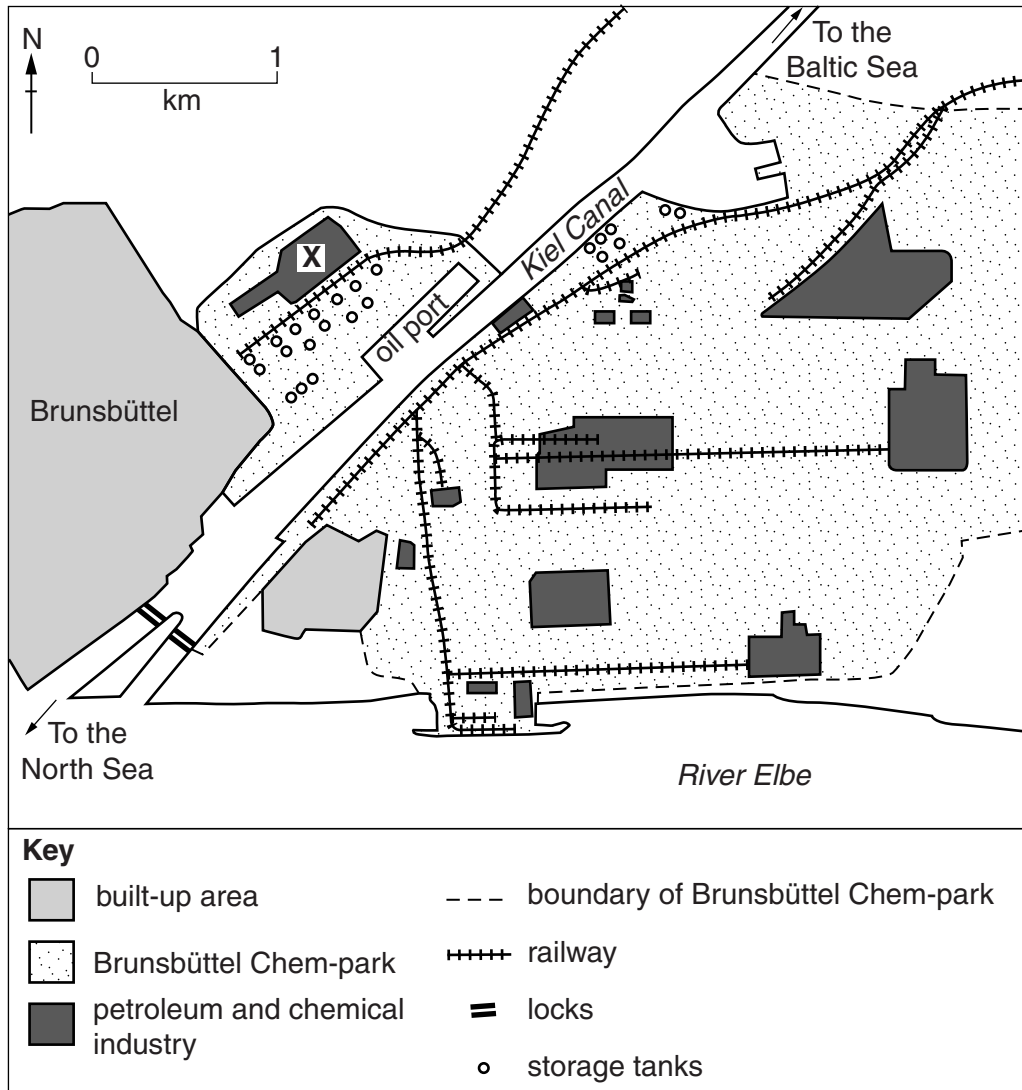 N
0 1
km
To the
Baltic Sea
Kiel Canal
X
oil port
Brunsbüttel
To the
North Sea
River Elbe
Key
built-up area
Brunsbüttel Chem-park
petroleum and chemical
industry
boundary of Brunsbüttel Chem-park
railway
locks
storage tanks